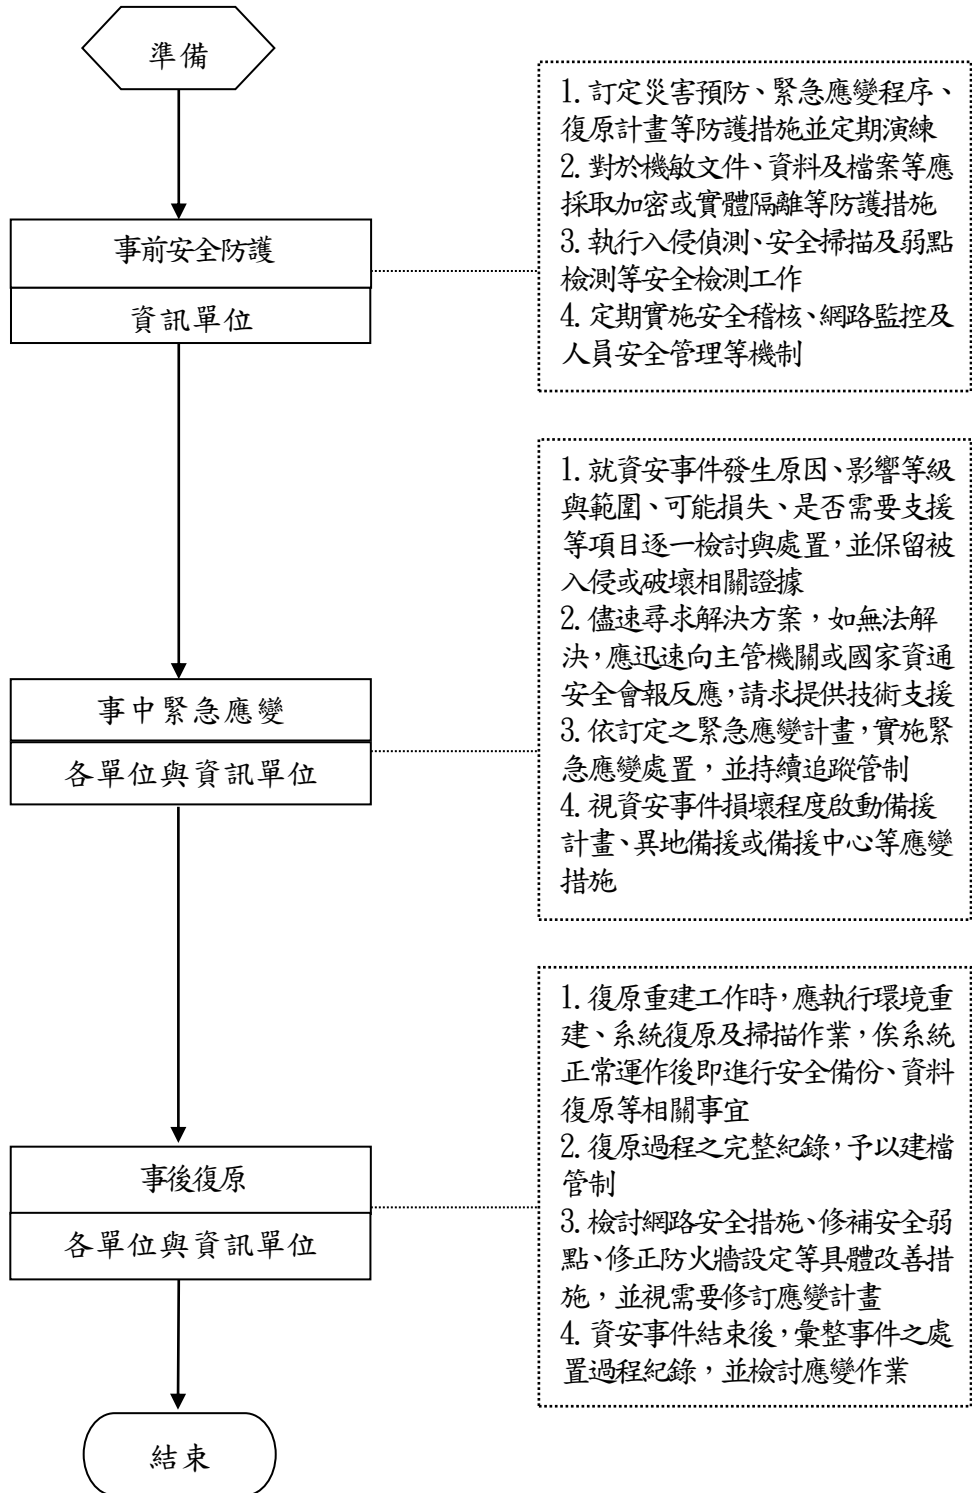 準備
1. 訂定災害預防、緊急應變程序、
復原計畫等防護措施並定期演練
2. 對於機敏文件、資料及檔案等應
採取加密或實體隔離等防護措施
3. 執行入侵偵測、安全掃描及弱點
檢測等安全檢測工作
4. 定期實施安全稽核、網路監控及
人員安全管理等機制
事前安全防護
資訊單位
1. 就資安事件發生原因、影響等級
與範圍、可能損失、是否需要支援
等項目逐一檢討與處置,並保留被
入侵或破壞相關證據
2. 儘速尋求解決方案,如無法解
決,應迅速向主管機關或國家資通
安全會報反應,請求提供技術支援
3. 依訂定之緊急應變計畫,實施緊
急應變處置,並持續追蹤管制
4. 視資安事件損壞程度啟動備援
計畫、異地備援或備援中心等應變
措施
事中緊急應變
各單位與資訊單位
1. 復原重建工作時,應執行環境重
建、系統復原及掃描作業,俟系統
正常運作後即進行安全備份、資料
復原等相關事宜
2. 復原過程之完整紀錄,予以建檔
管制
3. 檢討網路安全措施、修補安全弱
點、修正防火牆設定等具體改善措
施,並視需要修訂應變計畫
4. 資安事件結束後,彙整事件之處
置過程紀錄,並檢討應變作業
事後復原
各單位與資訊單位
結束